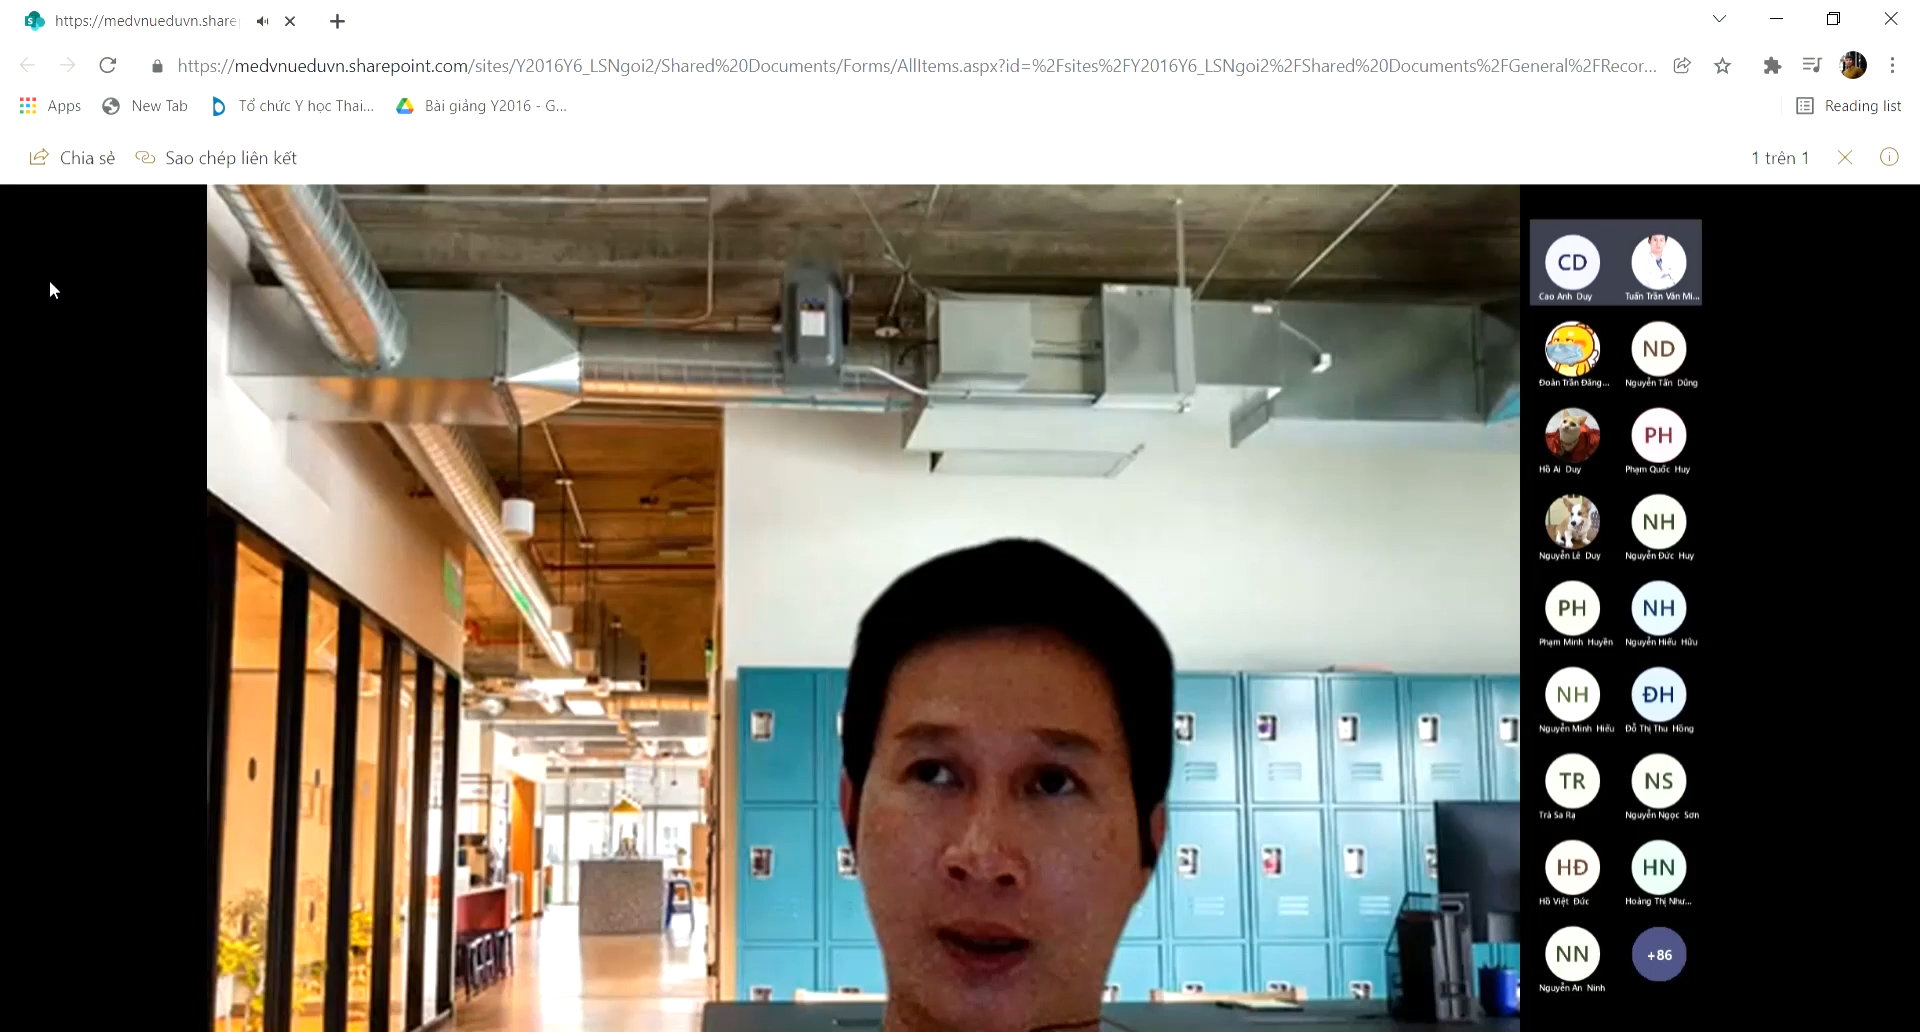 https://medvnueduvn.share
https://medvnueduvn.sharepoint.com/sites/Y2016Y6_LSNgoi2/Shared%20Documents/Forms/AllItems.aspx?id=%2Fsites%2FY2016Y6_LSNgoi2%2FShared%20Documents%2FGeneral%2FRecor...
Apps New Tab Tổ chức Y học Thai... Bài giảng Y2016 - G... Reading list
Chia sẻ Sao chép liên kết 1 trên 1
CD
Cao Anh Duy Tuấn Trần Văn Mi...
ND
Đoàn Trần Đăng... Nguyễn Tấn Dũng
PH
Hồ Ái Duy Phạm Quốc Huy
NH
Nguyễn Lê Duy Nguyễn Đức Huy
PH NH
Phạm Minh Huyền Nguyễn Hiếu Hữu
NH ĐH
Nguyễn Minh Hiếu Đỗ Thị Thu Hồng
TR NS
Trà Sa Rạ Nguyễn Ngọc Sơn
HĐ HN
Hồ Việt Đức Hoàng Thị Như...
NN +86
Nguyễn An Ninh